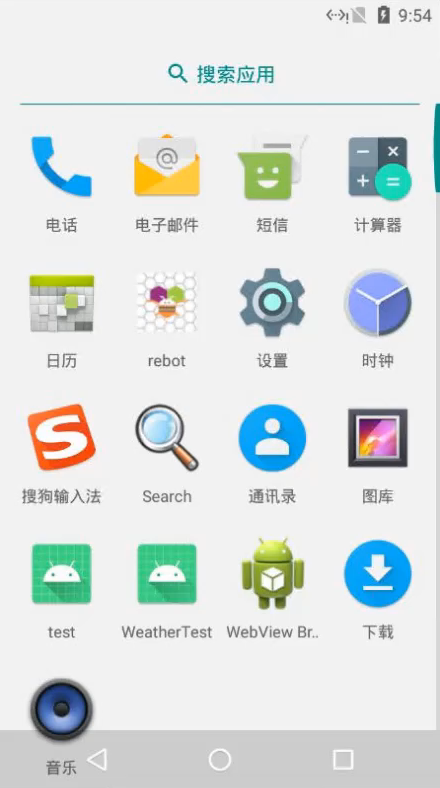 9:54
搜索应用
电话
电子邮件
短信
计算器
日历
rebot
设置
时钟
搜狗输入法
Search
通讯录
图库
test
WeatherTest
WebView Br..
下载
音乐